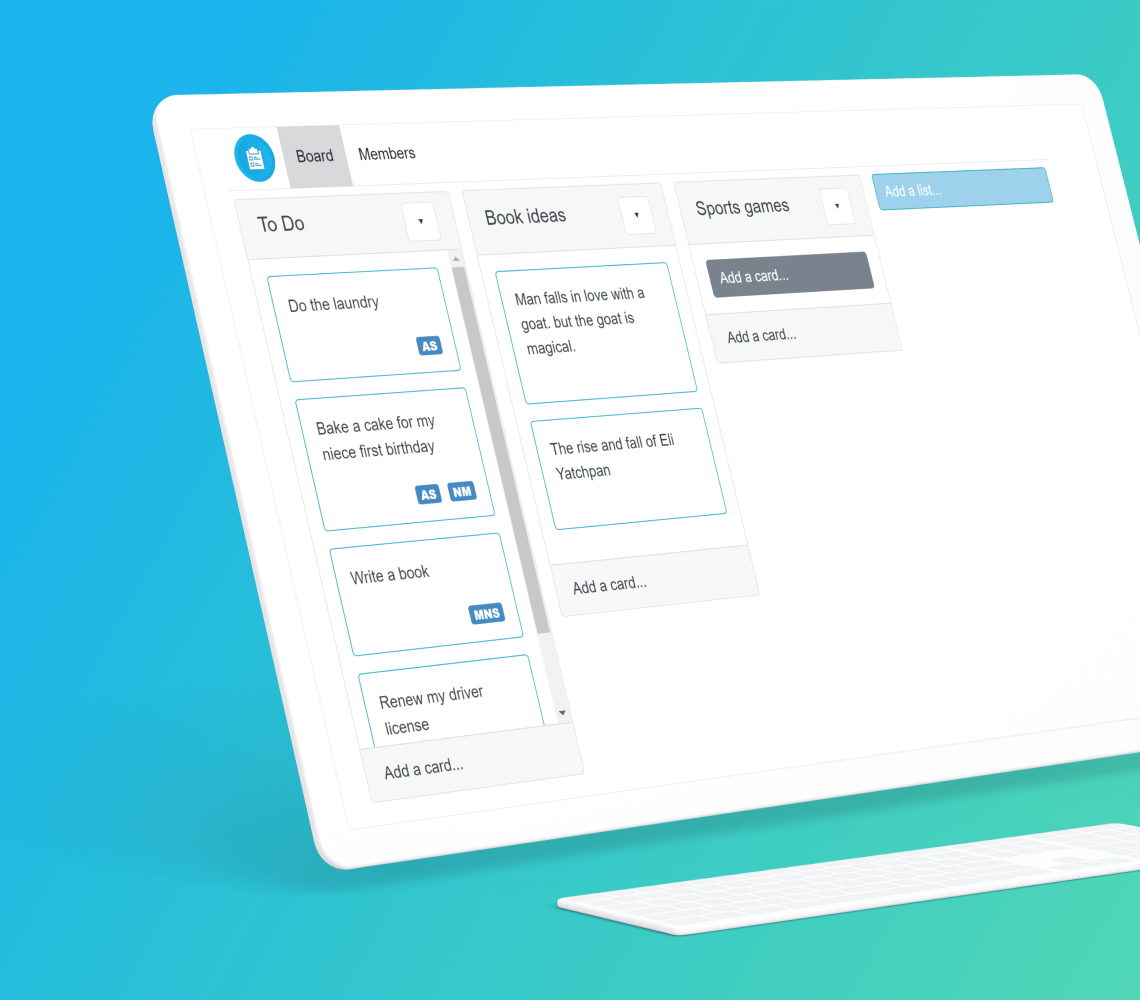 Board
Members
To Do
Do the laundry
AS
Bake a cake for my
niece first birthday
AS NM
Write a book
MNS
Renew my driver
license
Add a card...
Book ideas
Man falls in love with a
goat. but the goat is
magical.
The rise and fall of Eli
Yatchpan
Add a card...
Sports games
Add a card...
Add a card...
Add a list...